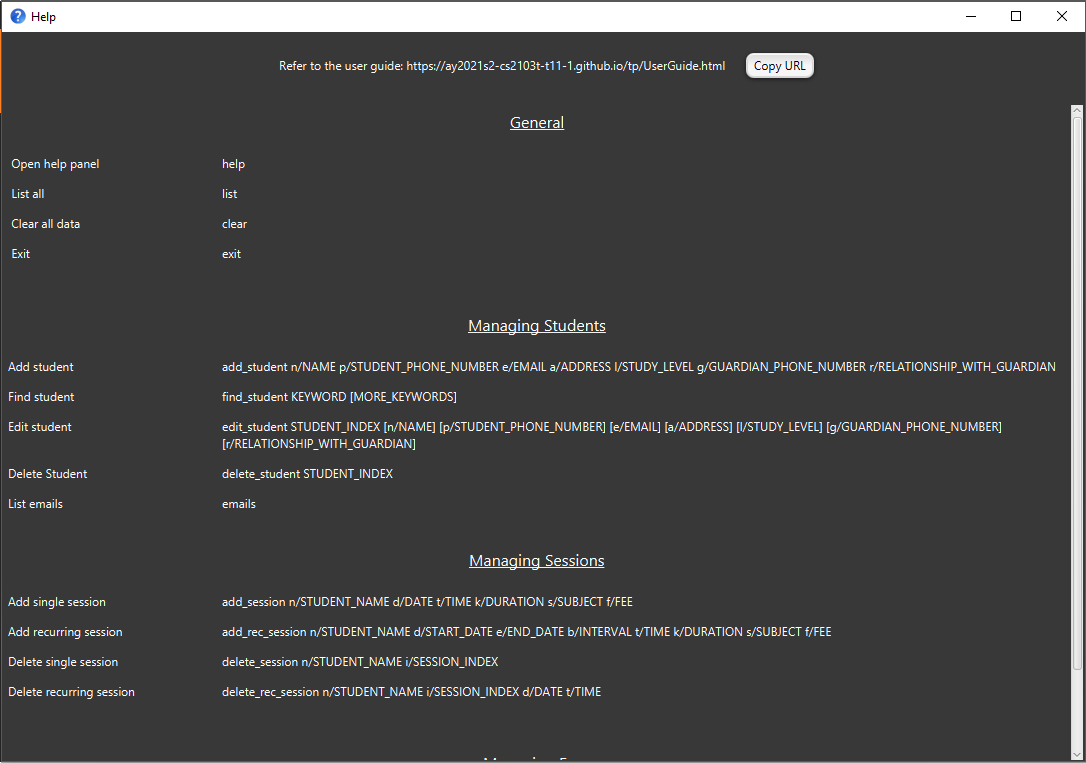 Help
Refer to the user guide: https://ay2021s2-cs2103t-t11-1.github.io/tp/UserGuide.html Copy URL
General
Open help panel help
List all list
Clear all data clear
Exit exit
Managing Students
Add student add_student n/NAME p/STUDENT_PHONE_NUMBER e/EMAIL a/ADDRESS l/STUDY_LEVEL g/GUARDIAN_PHONE_NUMBER r/RELATIONSHIP_WITH_GUARDIAN
Find student find_student KEYWORD [MORE_KEYWORDS]
Edit student edit_student STUDENT_INDEX [n/NAME] [p/STUDENT_PHONE_NUMBER] [e/EMAIL] [a/ADDRESS] [l/STUDY_LEVEL] [g/GUARDIAN_PHONE_NUMBER]
[r/RELATIONSHIP_WITH_GUARDIAN]
Delete Student delete_student STUDENT_INDEX
List emails emails
Managing Sessions
Add single session add_session n/STUDENT_NAME d/DATE t/TIME k/DURATION s/SUBJECT f/FEE
Add recurring session add_rec_session n/STUDENT_NAME d/START_DATE e/END_DATE b/INTERVAL t/TIME k/DURATION s/SUBJECT f/FEE
Delete single session delete_session n/STUDENT_NAME i/SESSION_INDEX
Delete recurring session delete_rec_session n/STUDENT_NAME i/SESSION_INDEX d/DATE t/TIME